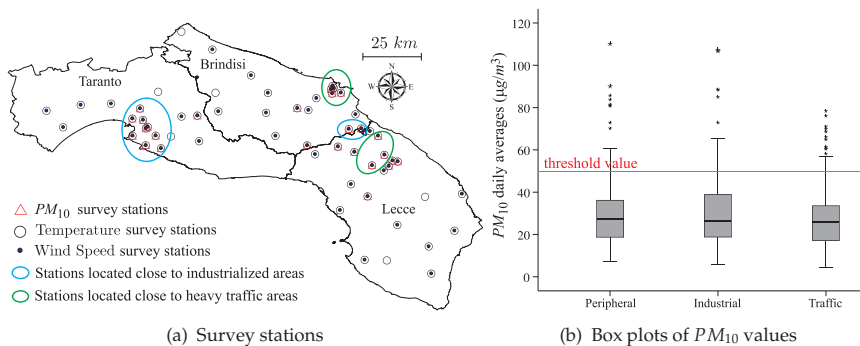 25 km
Brindisi
Taranto
N
W E
S
Lecce
PM10 survey stations
Temperature survey stations
Wind Speed survey stations
Stations located close to industrialized areas
Stations located close to heavy traffic areas
(a) Survey stations
PM10 daily averages (µg/m³)
120
100
80
60
40
20
0
threshold value
Peripheral
Industrial
Traffic
(b) Box plots of PM10 values